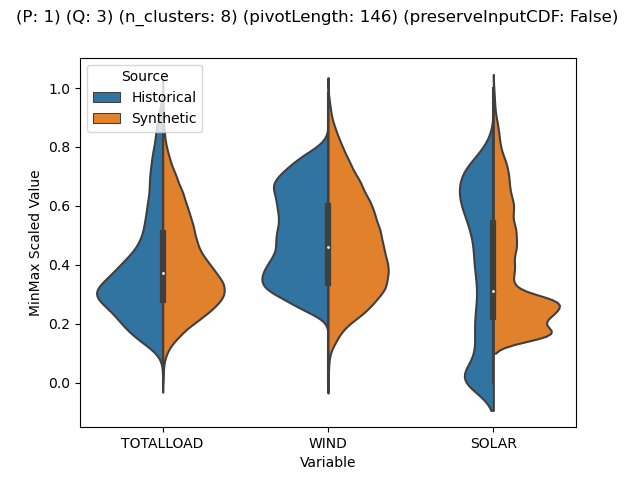 (P: 1) (Q: 3) (n_clusters: 8) (pivotLength: 146) (preserveInputCDF: False)
Source
Historical
Synthetic
1.0
0.8
0.6
0.4
0.2
0.0
MinMax Scaled Value
TOTALLOAD WIND SOLAR
Variable